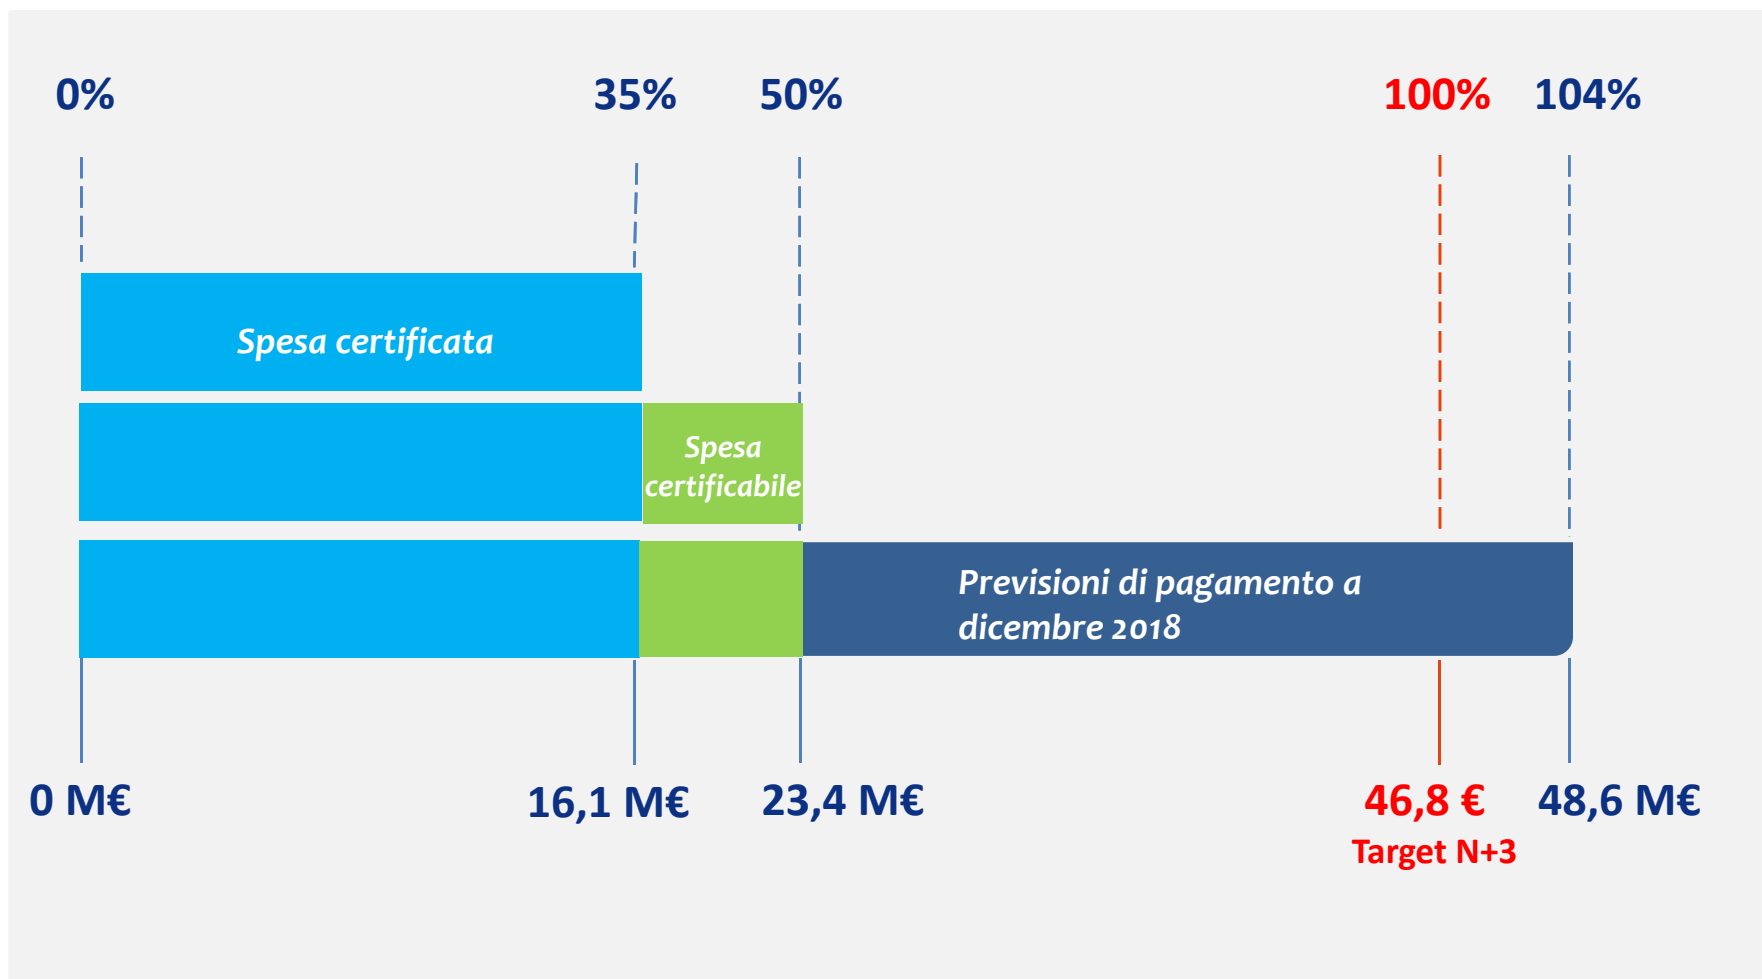 0% 35% 50% 100% 104%
Spesa certificata
Spesa
certificabile
Previsioni di pagamento a
dicembre 2018
0 M€ 16,1 M€ 23,4 M€ 46,8 € 48,6 M€
Target N+3